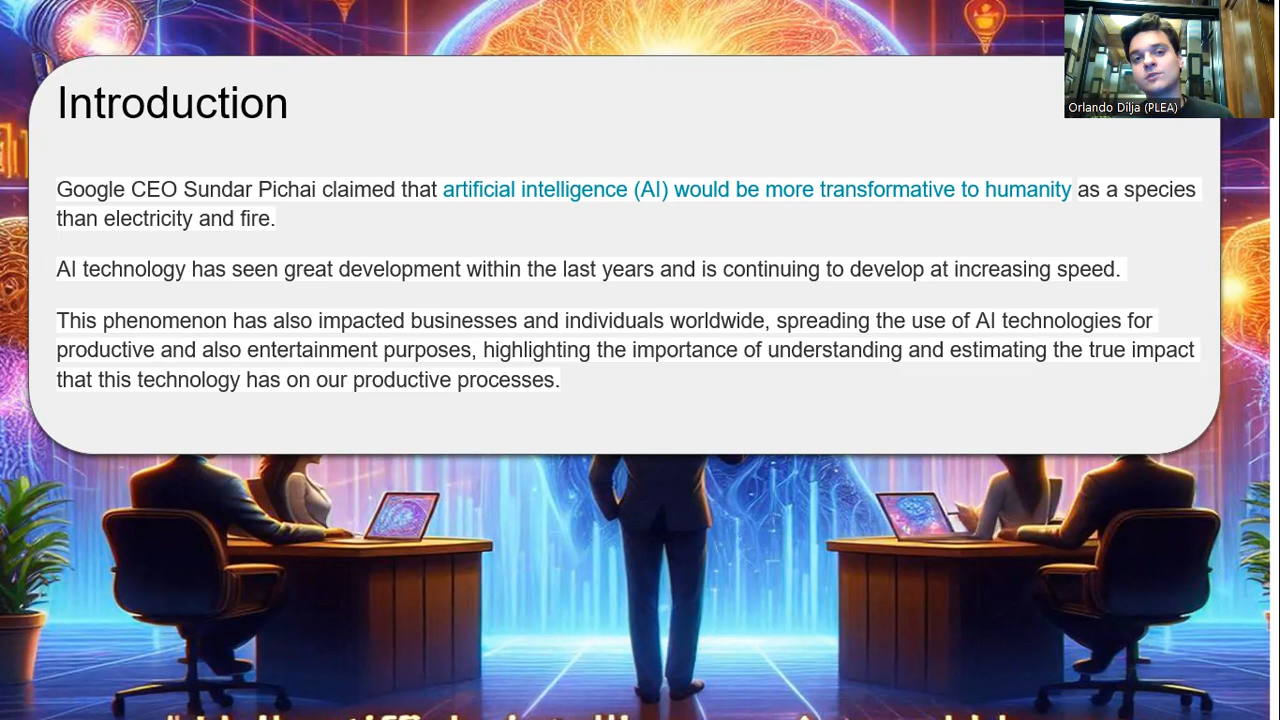 Introduction
Orlando Dilja (PLEA)
Google CEO Sundar Pichai claimed that artificial intelligence (AI) would be more transformative to humanity as a species
than electricity and fire.
AI technology has seen great development within the last years and is continuing to develop at increasing speed.
This phenomenon has also impacted businesses and individuals worldwide, spreading the use of AI technologies for
productive and also entertainment purposes, highlighting the importance of understanding and estimating the true impact
that this technology has on our productive processes.